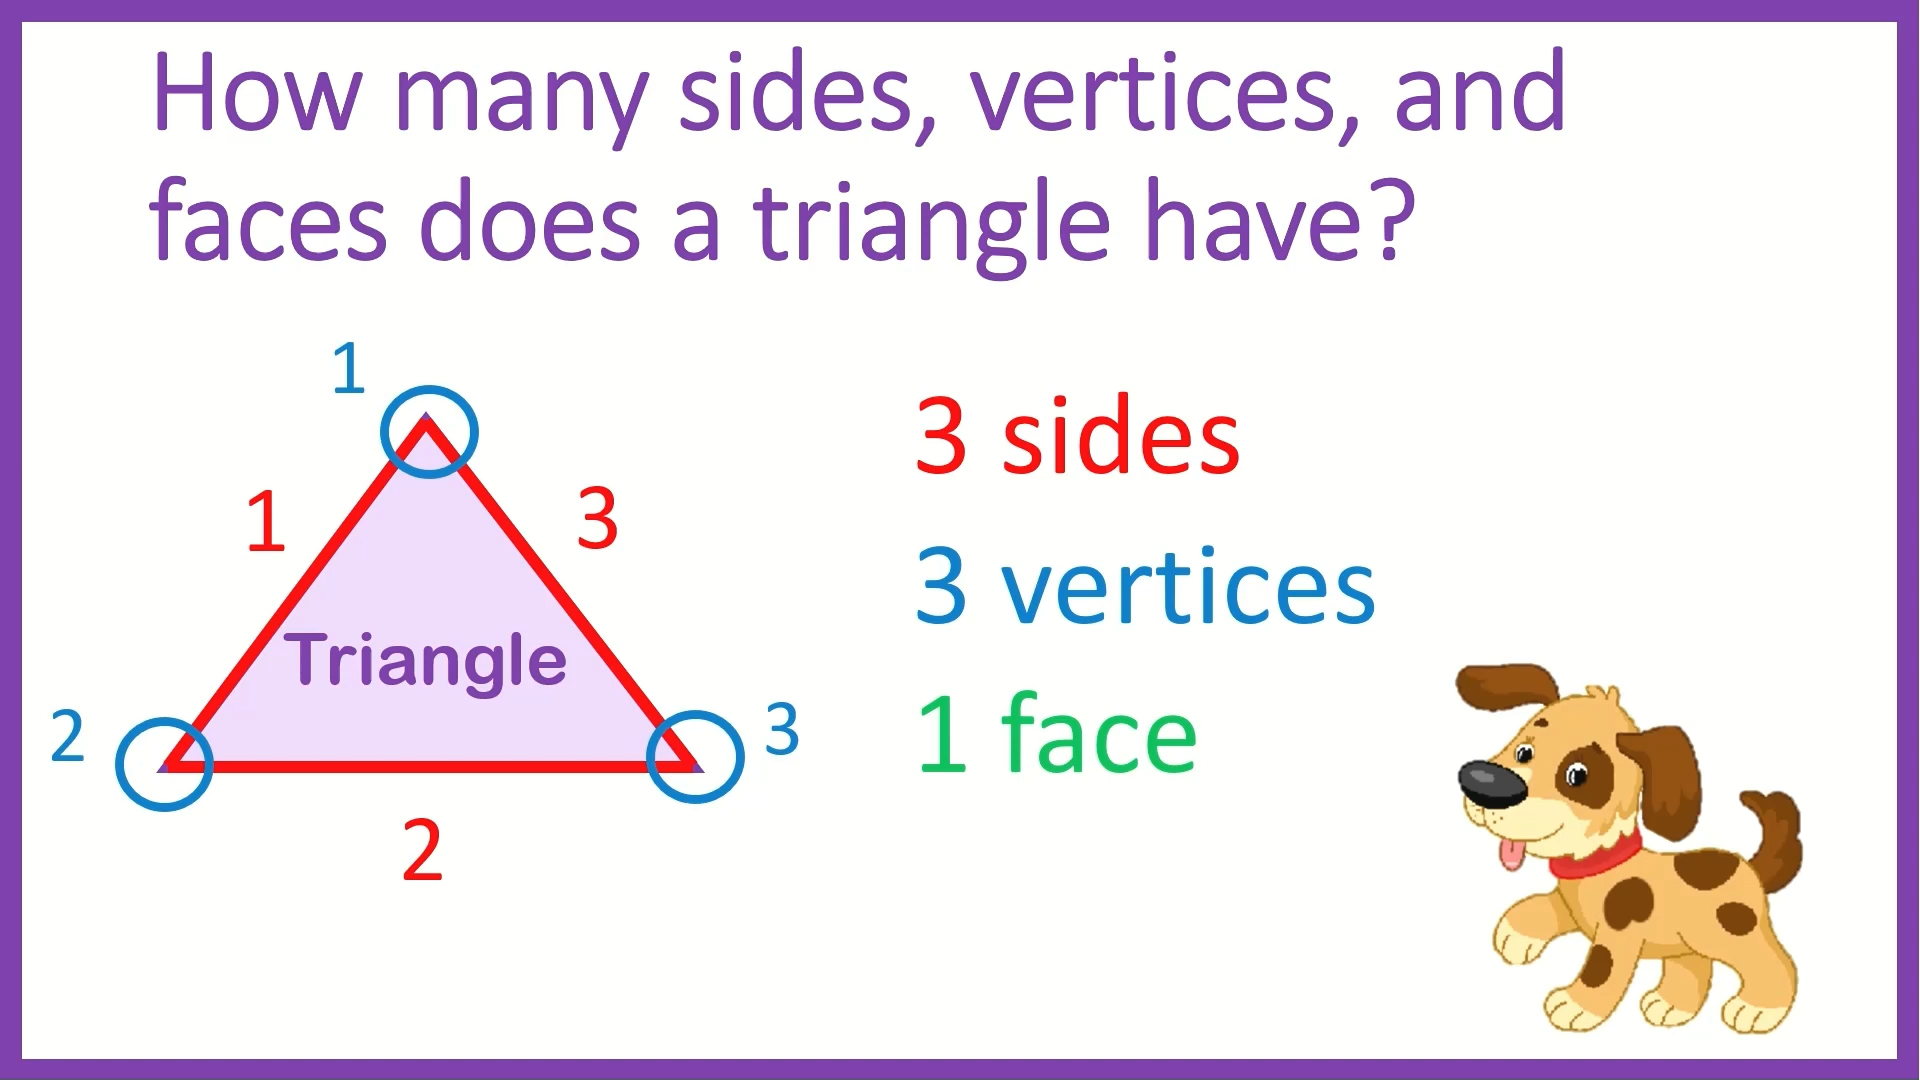 How many sides, vertices, and
faces does a triangle have?
1
1
3
Triangle
2
3
2
3 sides
3 vertices
1 face